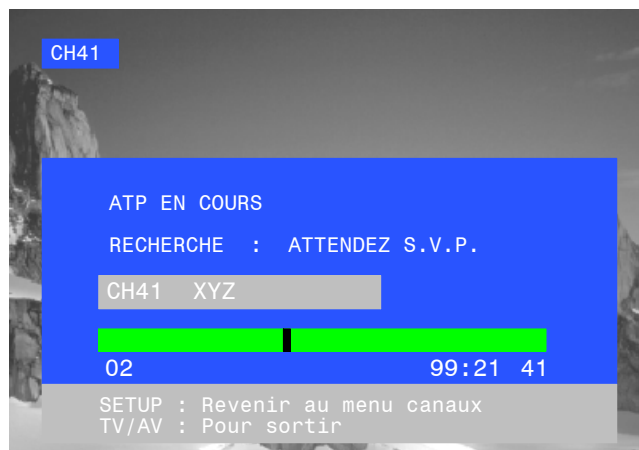 CH41
ATP EN COURS
RECHERCHE : ATTENDEZ S.V.P.
CH41 XYZ
02 99:21 41
SETUP : Revenir au menu canaux
TV/AV : Pour sortir